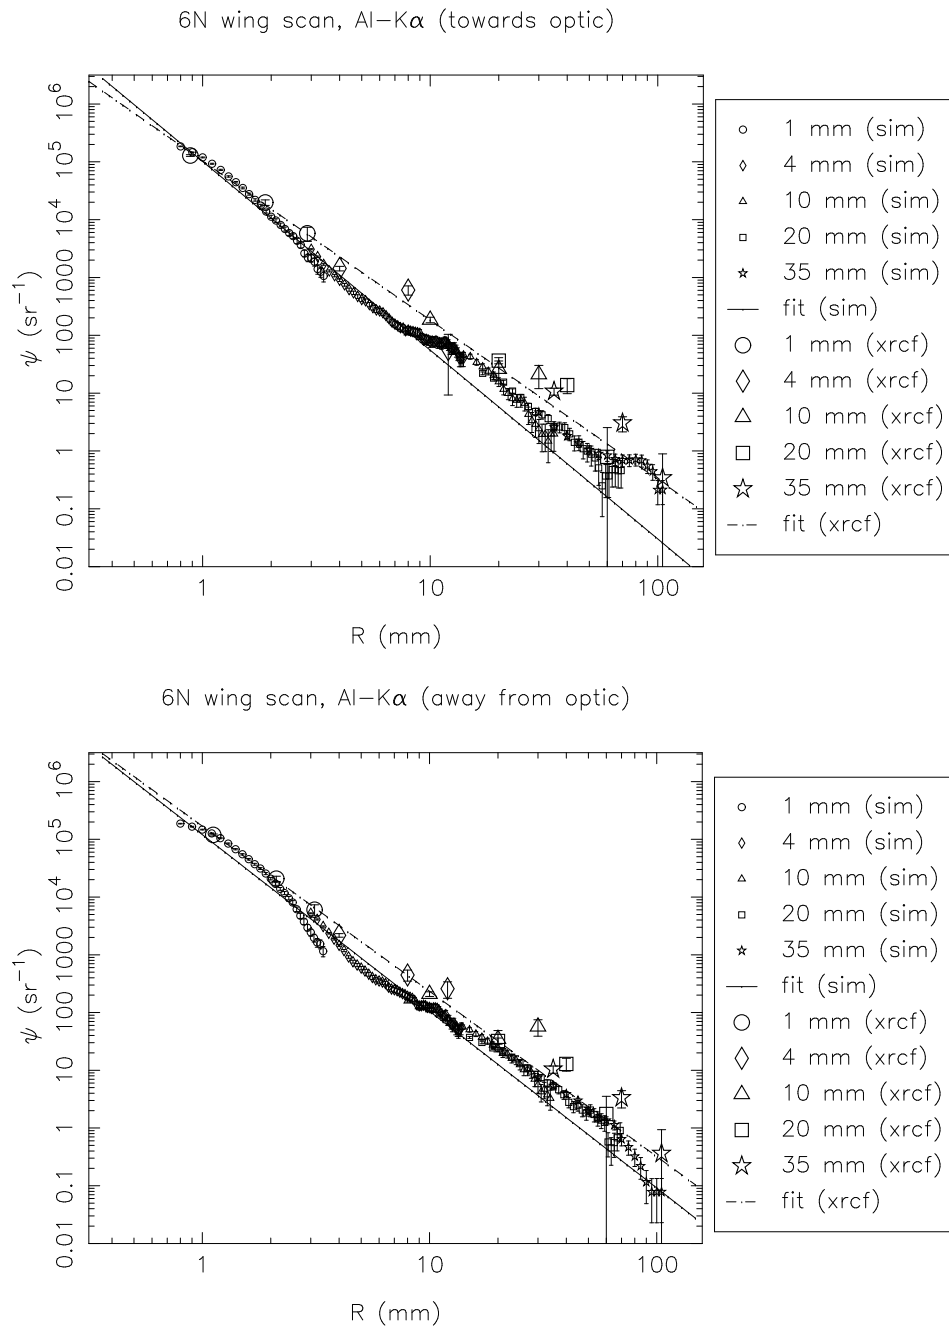 6N wing scan, Al−Kα (towards optic)
ψ (sr⁻¹)
10⁶
10⁵
10⁴
1000
100
10
1
0.1
0.01
1 10 100
R (mm)
1 mm (sim)
4 mm (sim)
10 mm (sim)
20 mm (sim)
35 mm (sim)
fit (sim)
1 mm (xrcf)
4 mm (xrcf)
10 mm (xrcf)
20 mm (xrcf)
35 mm (xrcf)
fit (xrcf)
6N wing scan, Al−Kα (away from optic)
ψ (sr⁻¹)
10⁶
10⁵
10⁴
1000
100
10
1
0.1
0.01
1 10 100
R (mm)
1 mm (sim)
4 mm (sim)
10 mm (sim)
20 mm (sim)
35 mm (sim)
fit (sim)
1 mm (xrcf)
4 mm (xrcf)
10 mm (xrcf)
20 mm (xrcf)
35 mm (xrcf)
fit (xrcf)